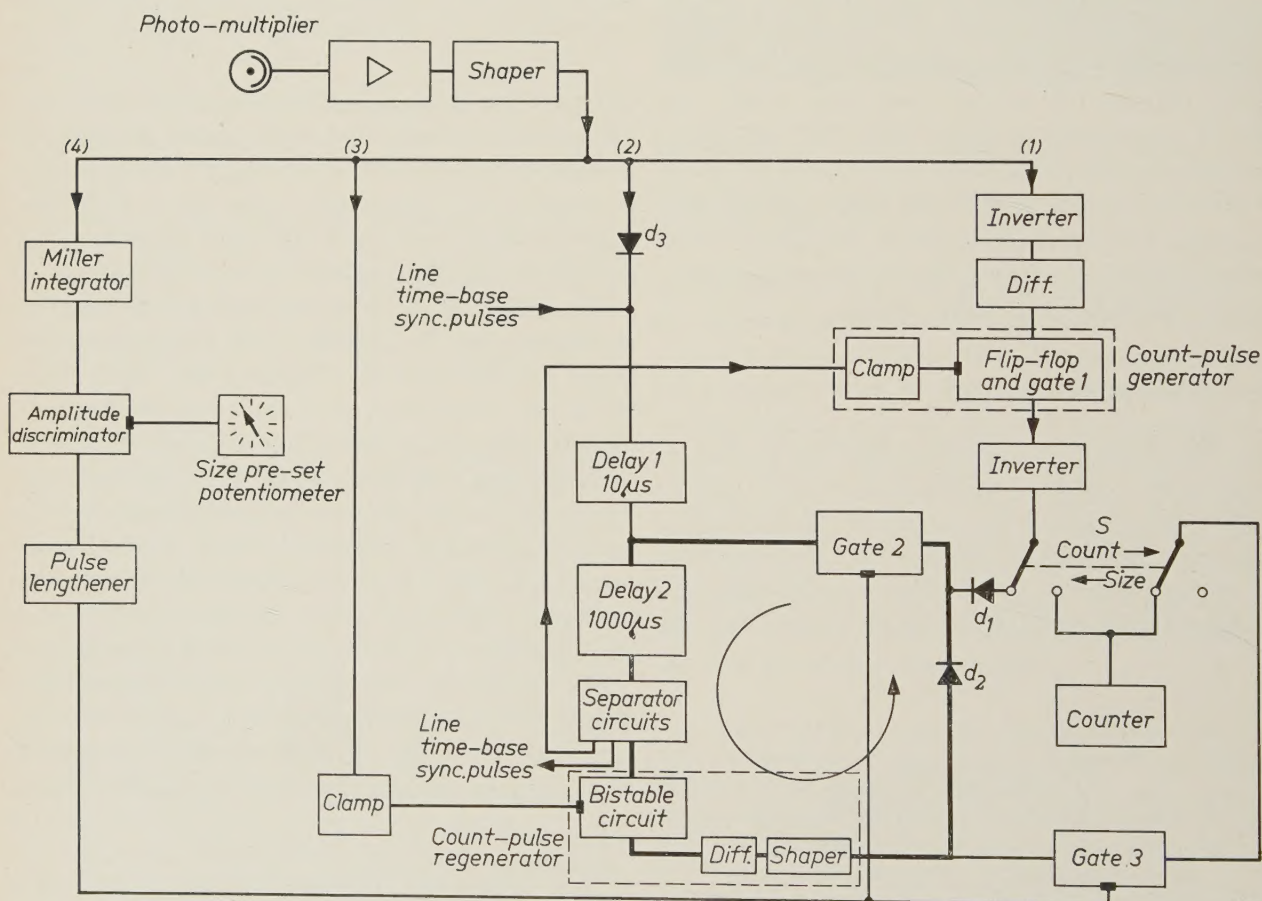 Photo-multiplier
Shaper
(4)
(3)
(2)
(1)
Inverter
Miller
integrator
d3
Diff.
Line
time-base
sync.pulses
Clamp
Flip-flop
and gate 1
Count-pulse
generator
Amplitude
discriminator
Size pre-set
potentiometer
Delay 1
10µs
Inverter
S
Count
Size
Gate 2
Pulse
lengthener
Delay 2
1000µs
d1
d2
Separator
circuits
Counter
Line
time-base
sync.pulses
Clamp
Bistable
circuit
Count-pulse
regenerator
Diff.
Shaper
Gate 3